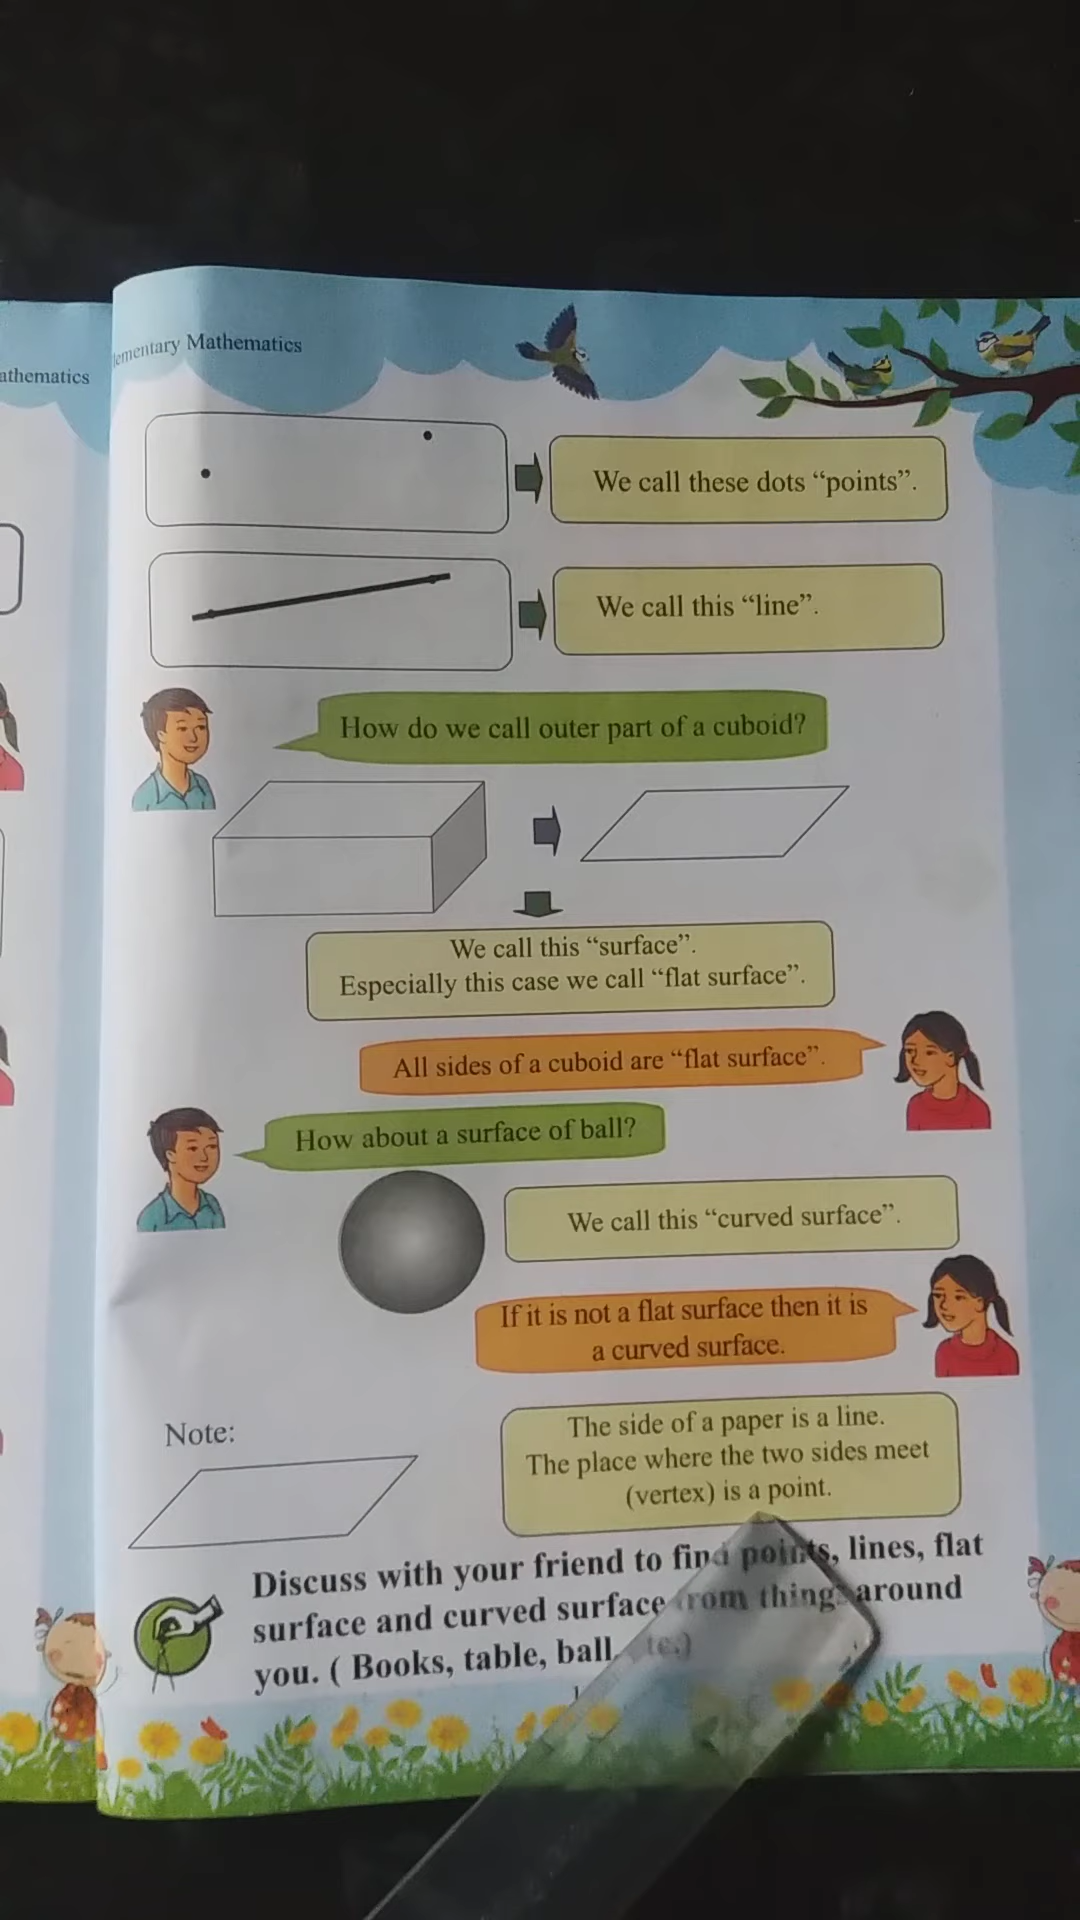 athematics
lementary Mathematics
We call these dots “points”.
We call this “line”.
How do we call outer part of a cuboid?
We call this “surface”.
Especially this case we call “flat surface”.
All sides of a cuboid are “flat surface”.
How about a surface of ball?
We call this “curved surface”.
If it is not a flat surface then it is
a curved surface.
Note:
The side of a paper is a line.
The place where the two sides meet
(vertex) is a point.
Discuss with your friend to find points, lines, flat
surface and curved surface from things around
you. ( Books, table, ball